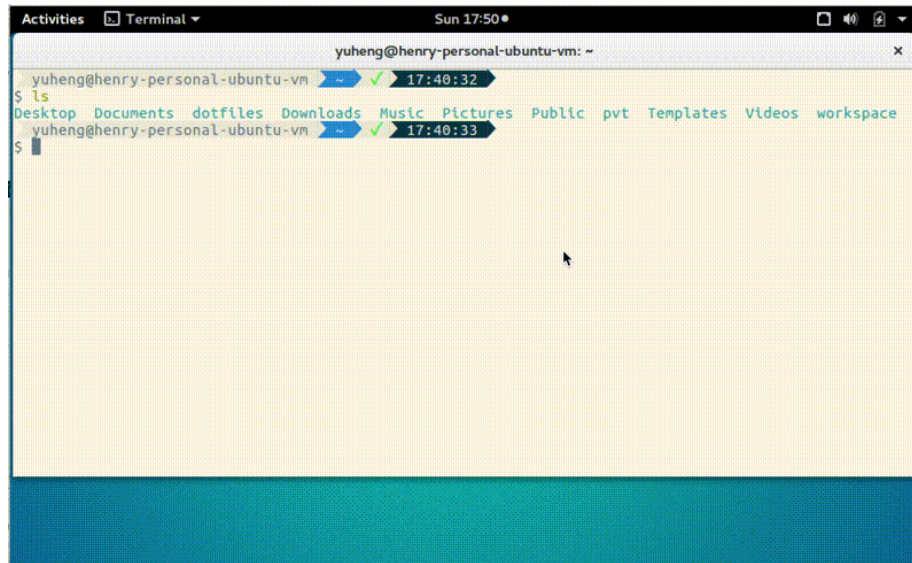 Activities Terminal Sun 17:50
yuheng@henry-personal-ubuntu-vm: ~ ×
yuheng@henry-personal-ubuntu-vm ~ ✓ 17:40:32
$ ls
Desktop Documents dotfiles Downloads Music Pictures Public pvt Templates Videos workspace
yuheng@henry-personal-ubuntu-vm ~ ✓ 17:40:33
$